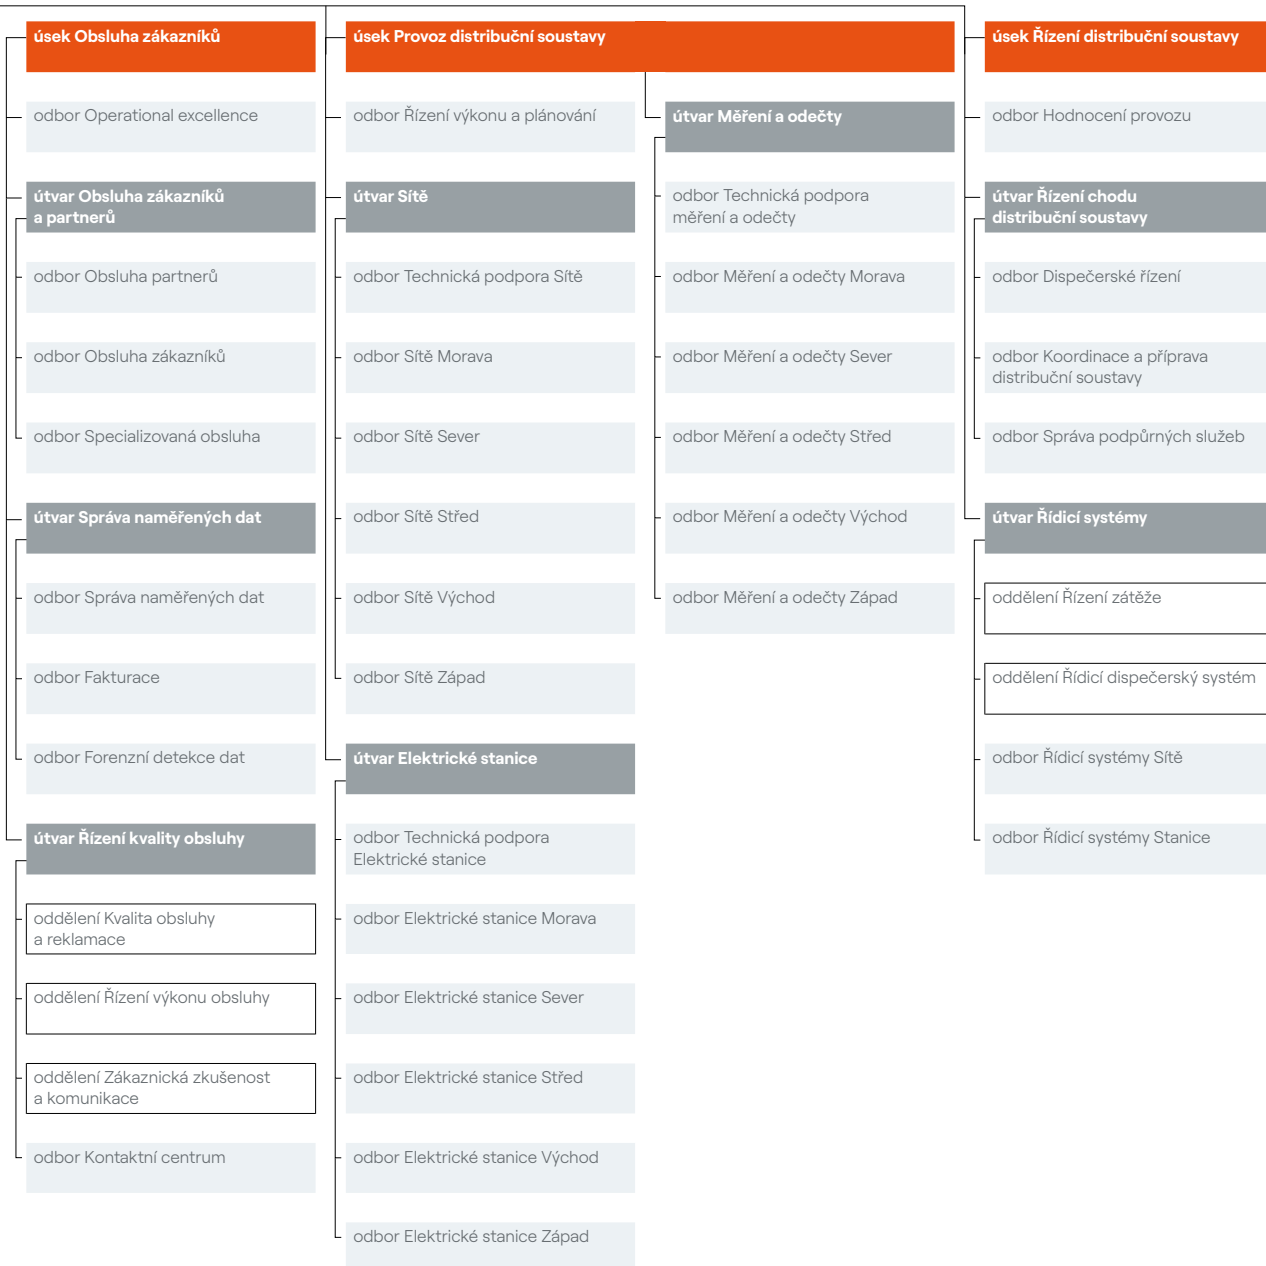 úsek Obsluha zákazníků
odbor Operational excellence
útvar Obsluha zákazníků
a partnerů
odbor Obsluha partnerů
odbor Obsluha zákazníků
odbor Specializovaná obsluha
útvar Správa naměřených dat
odbor Správa naměřených dat
odbor Fakturace
odbor Forenzní detekce dat
útvar Řízení kvality obsluhy
oddělení Kvalita obsluhy
a reklamace
oddělení Řízení výkonu obsluhy
oddělení Zákaznická zkušenost
a komunikace
odbor Kontaktní centrum
úsek Provoz distribuční soustavy
odbor Řízení výkonu a plánování
útvar Sítě
odbor Technická podpora Sítě
odbor Sítě Morava
odbor Sítě Sever
odbor Sítě Střed
odbor Sítě Východ
odbor Sítě Západ
útvar Elektrické stanice
odbor Technická podpora
Elektrické stanice
odbor Elektrické stanice Morava
odbor Elektrické stanice Sever
odbor Elektrické stanice Střed
odbor Elektrické stanice Východ
odbor Elektrické stanice Západ
útvar Měření a odečty
odbor Technická podpora
měření a odečty
odbor Měření a odečty Morava
odbor Měření a odečty Sever
odbor Měření a odečty Střed
odbor Měření a odečty Východ
odbor Měření a odečty Západ
úsek Řízení distribuční soustavy
odbor Hodnocení provozu
útvar Řízení chodu
distribuční soustavy
odbor Dispečerské řízení
odbor Koordinace a příprava
distribuční soustavy
odbor Správa podpůrných služeb
útvar Řídicí systémy
oddělení Řízení zátěže
oddělení Řídicí dispečerský systém
odbor Řídicí systémy Sítě
odbor Řídicí systémy Stanice